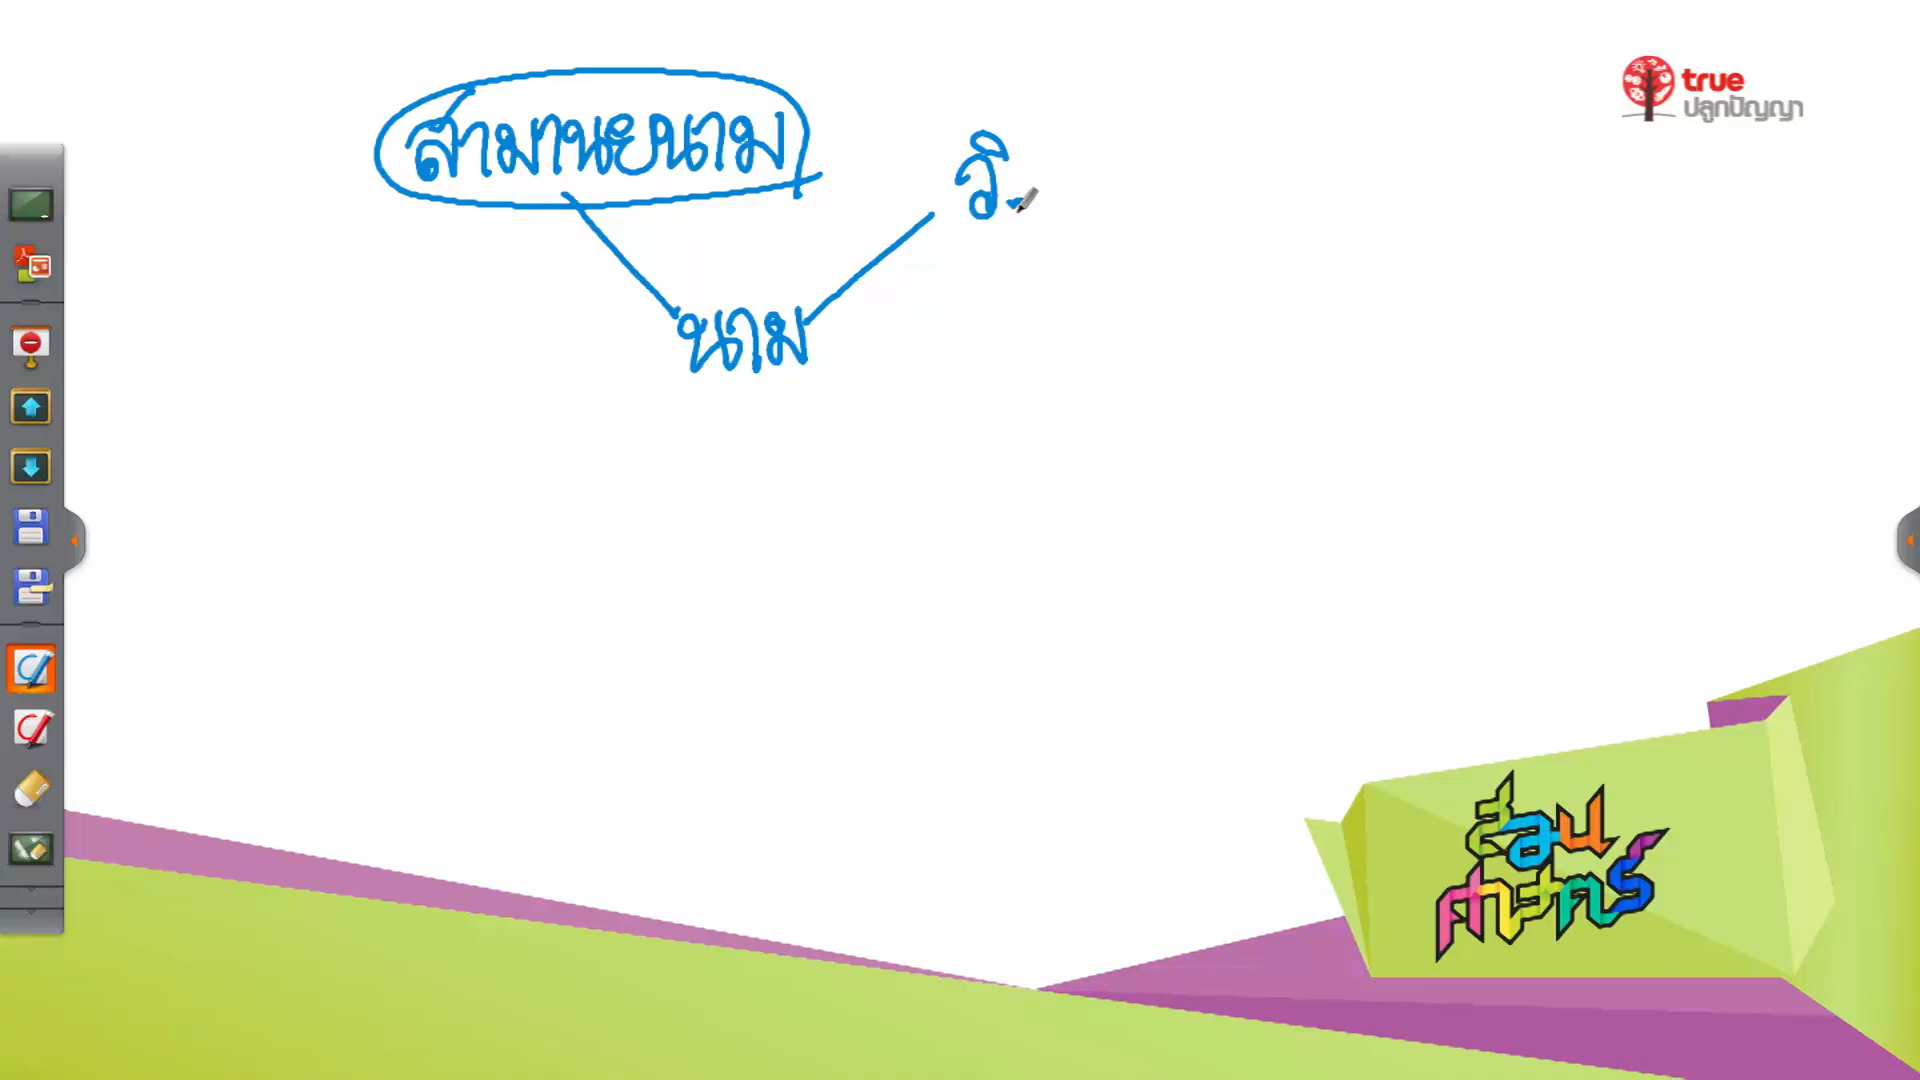 true
ปลูกปัญญา
สามานยนาม
วิ
นาม
สอน
ศาสตร์